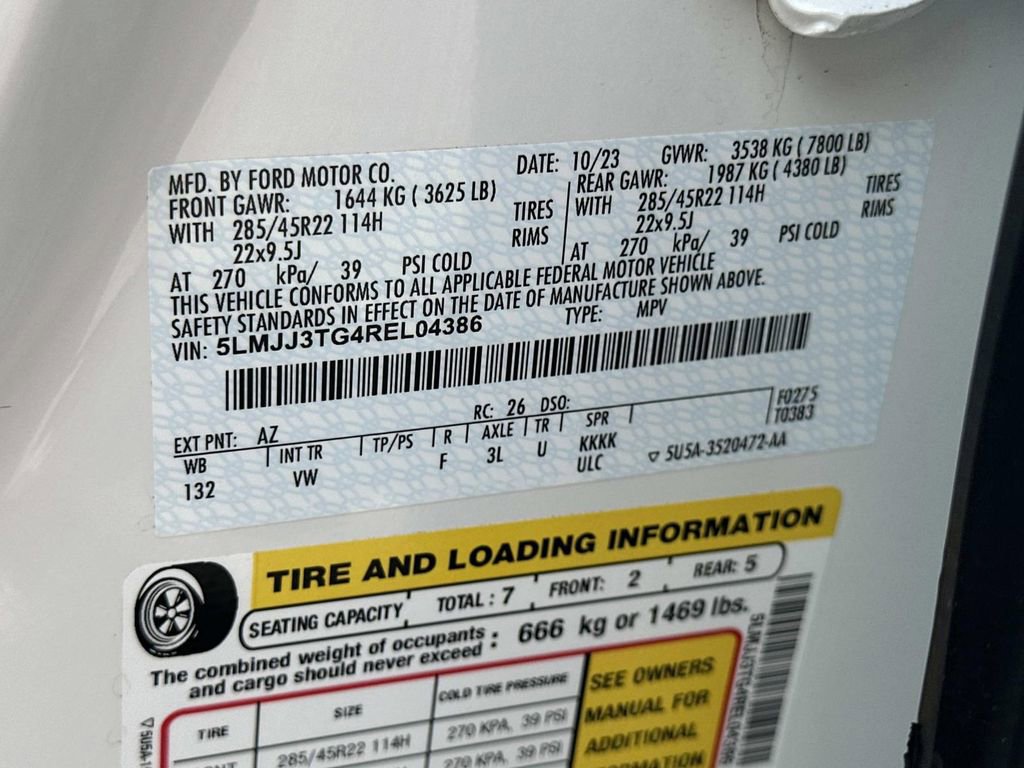 MFD. BY FORD MOTOR CO.
DATE: 10/23 GVWR: 3538 KG ( 7800 LB)
FRONT GAWR: 1644 KG ( 3625 LB)
WITH 285/45R22 114H TIRES
22x9.5J RIMS
AT 270 kPa/ 39 PSI COLD
REAR GAWR: 1987 KG ( 4380 LB)
WITH 285/45R22 114H TIRES
22x9.5J RIMS
AT 270 kPa/ 39 PSI COLD
THIS VEHICLE CONFORMS TO ALL APPLICABLE FEDERAL MOTOR VEHICLE
SAFETY STANDARDS IN EFFECT ON THE DATE OF MANUFACTURE SHOWN ABOVE.
VIN: 5LMJJ3TG4REL04386 TYPE: MPV
F0275
T0383
EXT PNT: AZ RC: 26 DSO:
WB INT TR TP/PS R AXLE TR SPR
132 VW F 3L U KKKK
ULC
5U5A-3520472-AA
TIRE AND LOADING INFORMATION
SEATING CAPACITY TOTAL : 7 FRONT: 2 REAR: 5
The combined weight of occupants : 666 kg or 1469 lbs.
and cargo should never exceed
TIRE SIZE COLD TIRE PRESSURE
285/45R22 114H 270 KPA, 39 PSI
270 KPA, 39 PSI
SEE OWNERS
MANUAL FOR
ADDITIONAL
5LMJJ3TG4REL04386
5U5A-